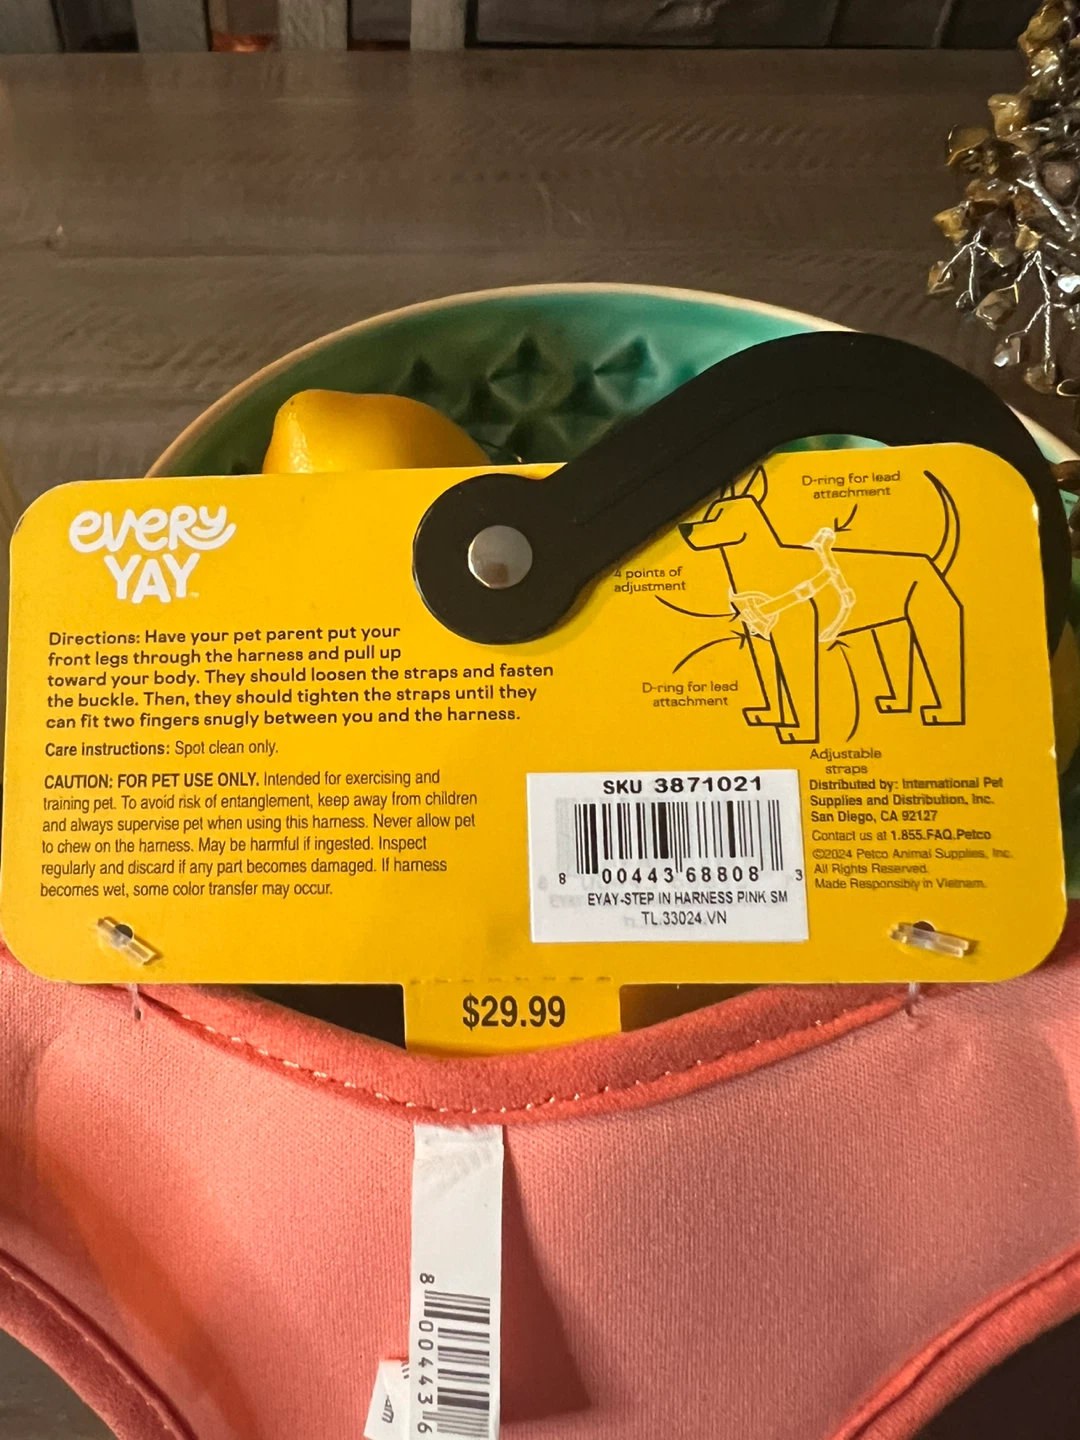 every
YAY™
Directions: Have your pet parent put your
front legs through the harness and pull up
toward your body. They should loosen the straps and fasten
the buckle. Then, they should tighten the straps until they
can fit two fingers snugly between you and the harness.
Care instructions: Spot clean only.
CAUTION: FOR PET USE ONLY. Intended for exercising and
training pet. To avoid risk of entanglement, keep away from children
and always supervise pet when using this harness. Never allow pet
to chew on the harness. May be harmful if ingested. Inspect
regularly and discard if any part becomes damaged. If harness
becomes wet, some color transfer may occur.
D-ring for lead
attachment
4 points of
adjustment
D-ring for lead
attachment
Adjustable
straps
SKU 3871021
8 00443 68808 3
EYAY-STEP IN HARNESS PINK SM
TL.33024.VN
Distributed by: International Pet
Supplies and Distribution, Inc.
San Diego, CA 92127
Contact us at 1.855.FAQ.Petco
©2024 Petco Animal Supplies, Inc.
All Rights Reserved.
Made Responsibly in Vietnam.
$29.99
8 00443 6